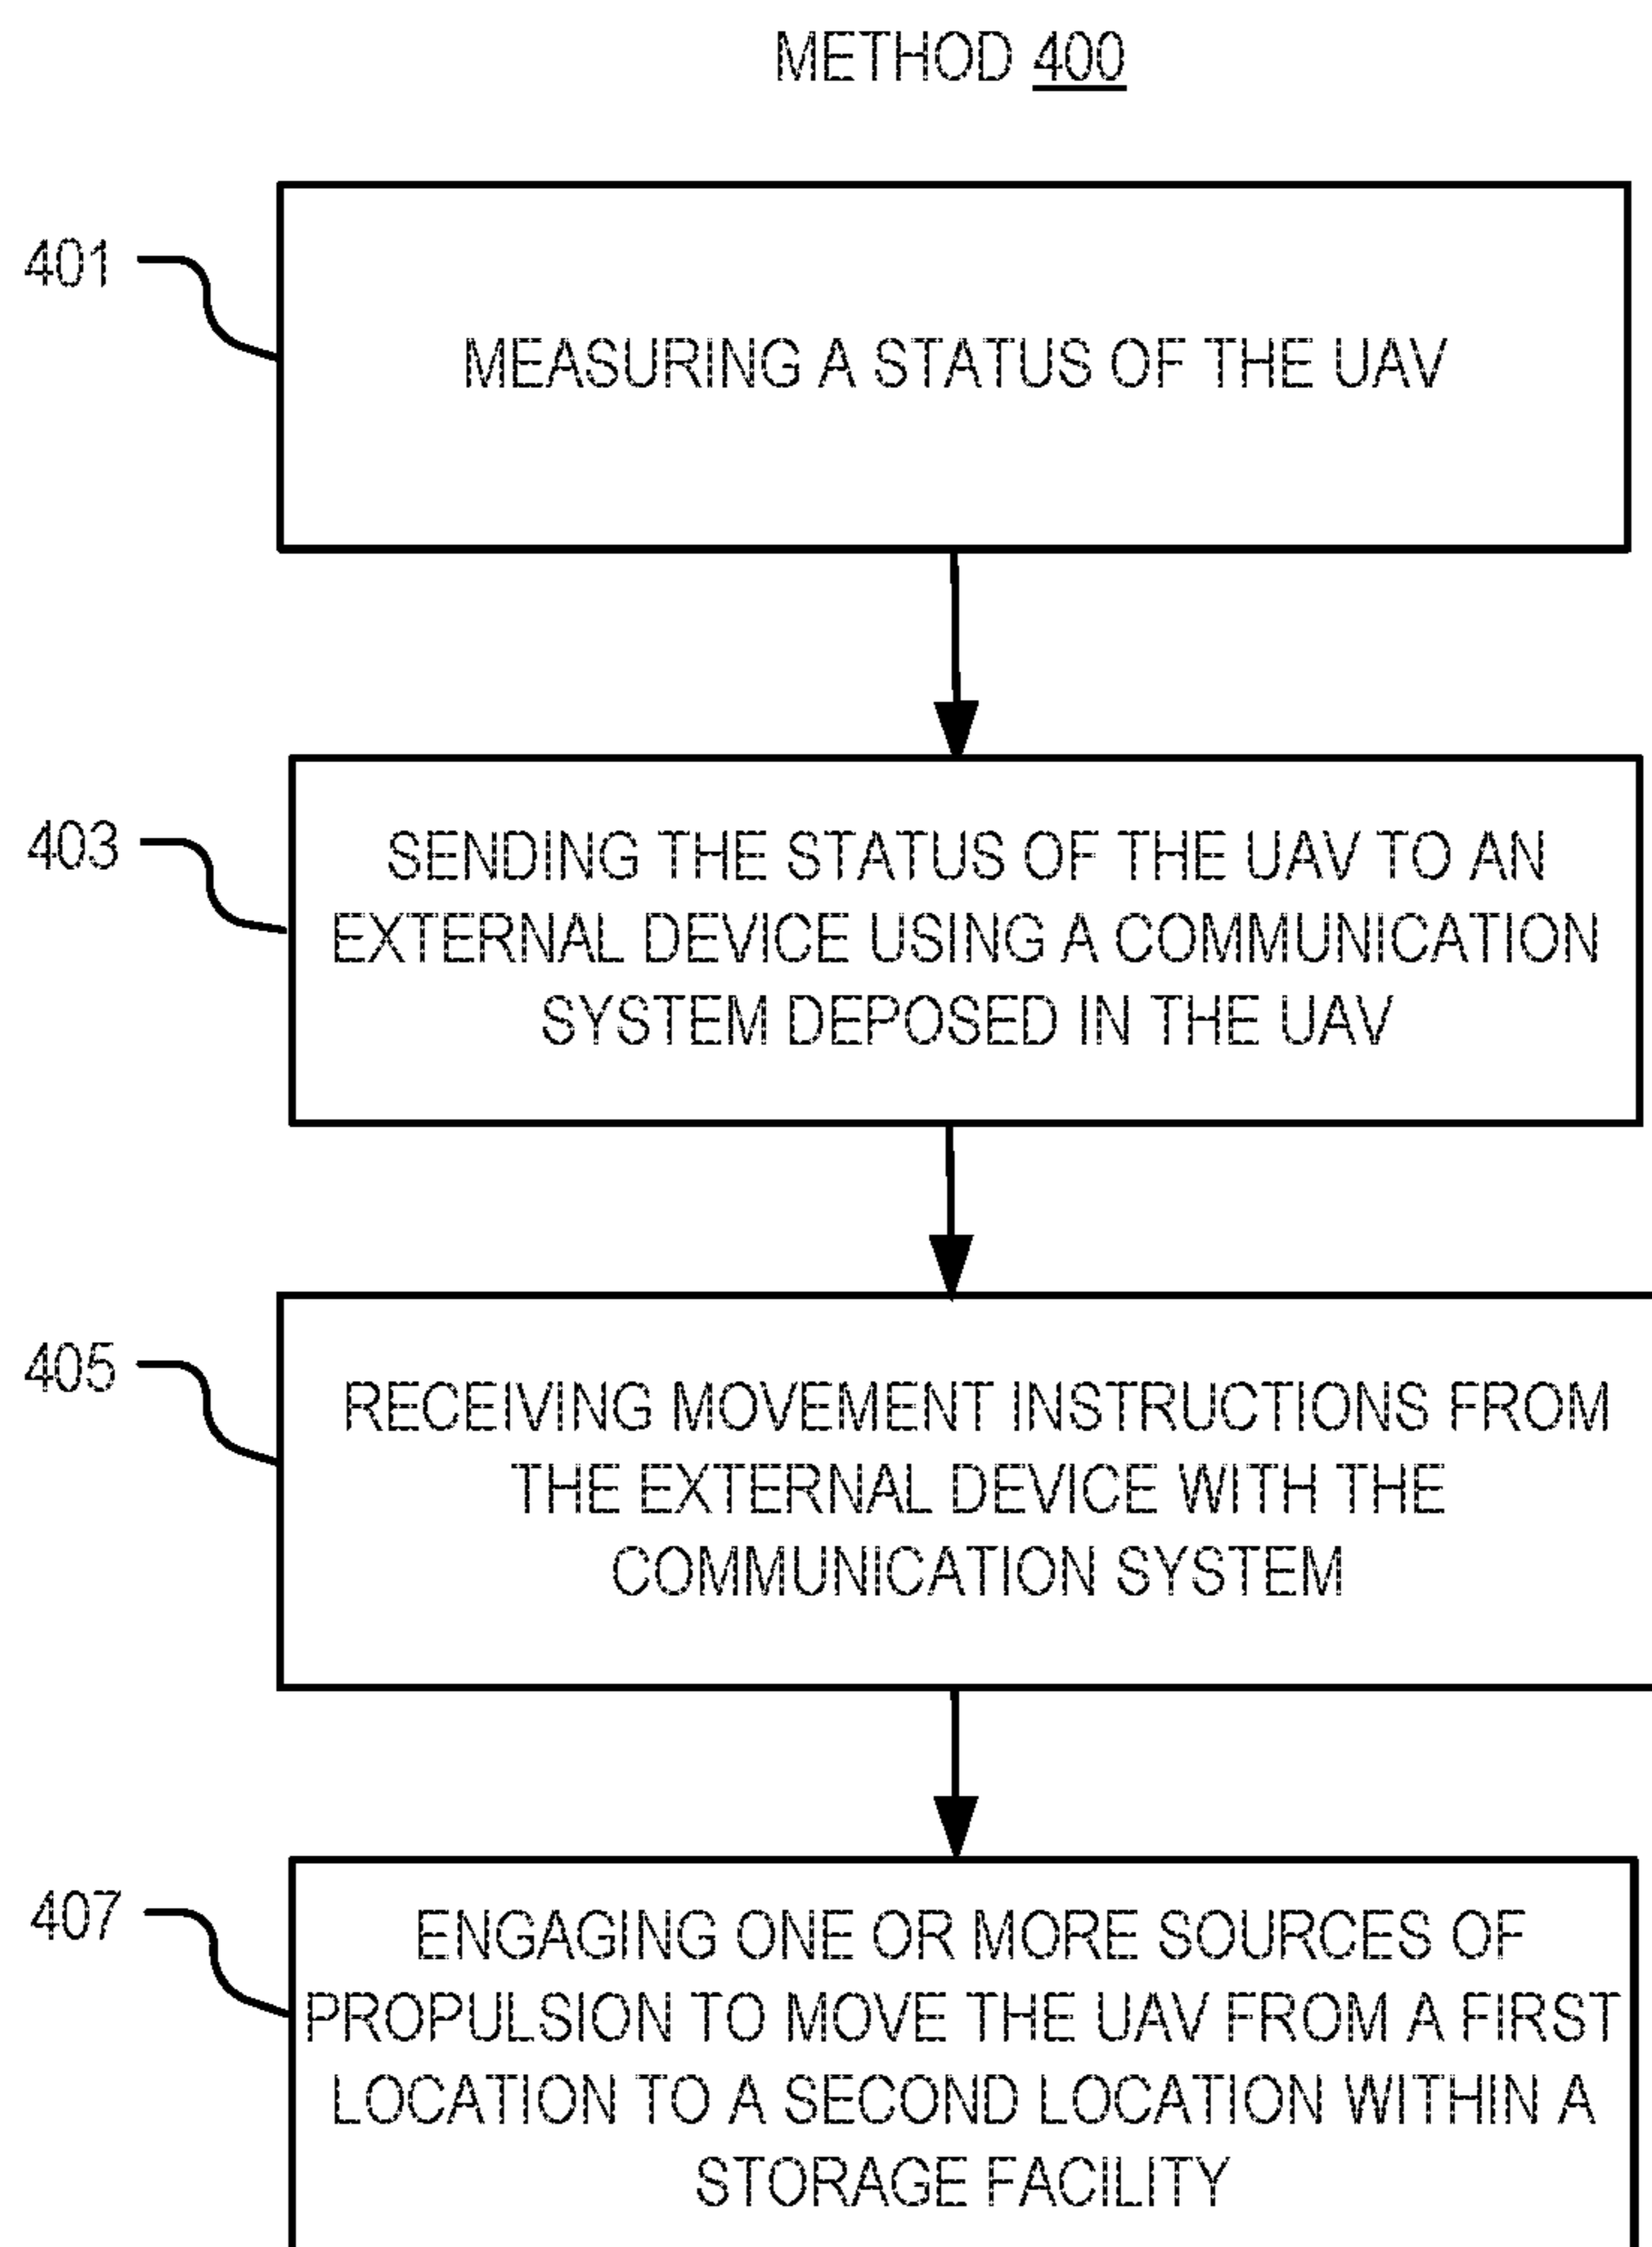 METHOD 400
401
MEASURING A STATUS OF THE UAV
403
SENDING THE STATUS OF THE UAV TO AN
EXTERNAL DEVICE USING A COMMUNICATION
SYSTEM DEPOSED IN THE UAV
405
RECEIVING MOVEMENT INSTRUCTIONS FROM
THE EXTERNAL DEVICE WITH THE
COMMUNICATION SYSTEM
407
ENGAGING ONE OR MORE SOURCES OF
PROPULSION TO MOVE THE UAV FROM A FIRST
LOCATION TO A SECOND LOCATION WITHIN A
STORAGE FACILITY